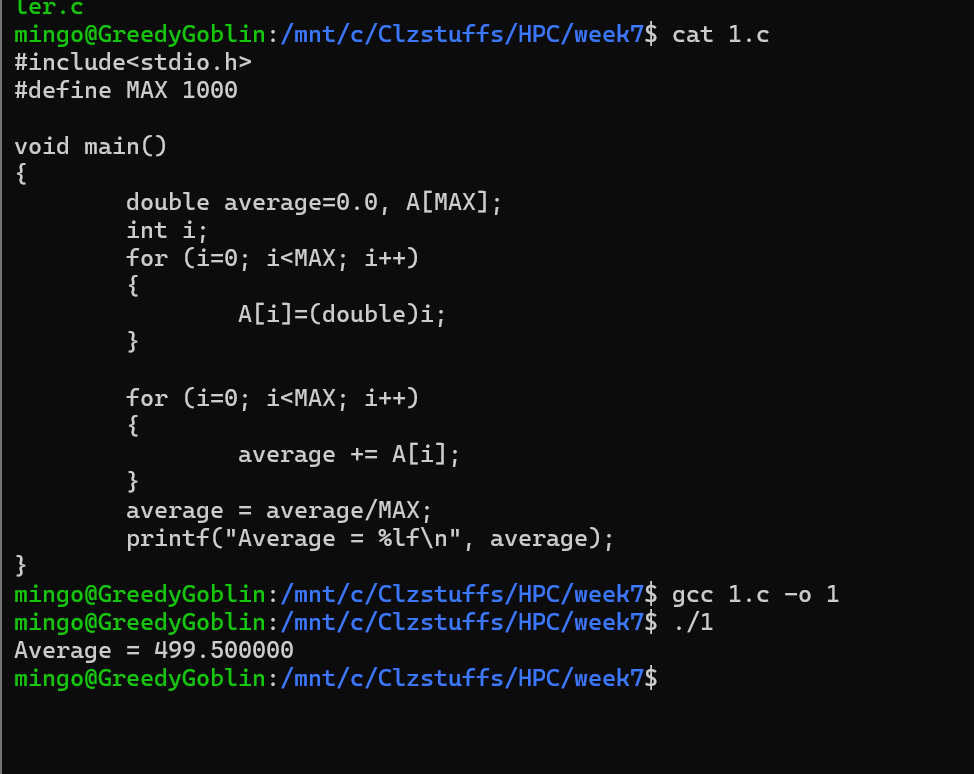 ler.c
mingo@GreedyGoblin:/mnt/c/Clzstuffs/HPC/week7$ cat 1.c
#include<stdio.h>
#define MAX 1000
void main()
{
double average=0.0, A[MAX];
int i;
for (i=0; i<MAX; i++)
{
A[i]=(double)i;
}
for (i=0; i<MAX; i++)
{
average += A[i];
}
average = average/MAX;
printf("Average = %lf\n", average);
}
mingo@GreedyGoblin:/mnt/c/Clzstuffs/HPC/week7$ gcc 1.c -o 1
mingo@GreedyGoblin:/mnt/c/Clzstuffs/HPC/week7$ ./1
Average = 499.500000
mingo@GreedyGoblin:/mnt/c/Clzstuffs/HPC/week7$